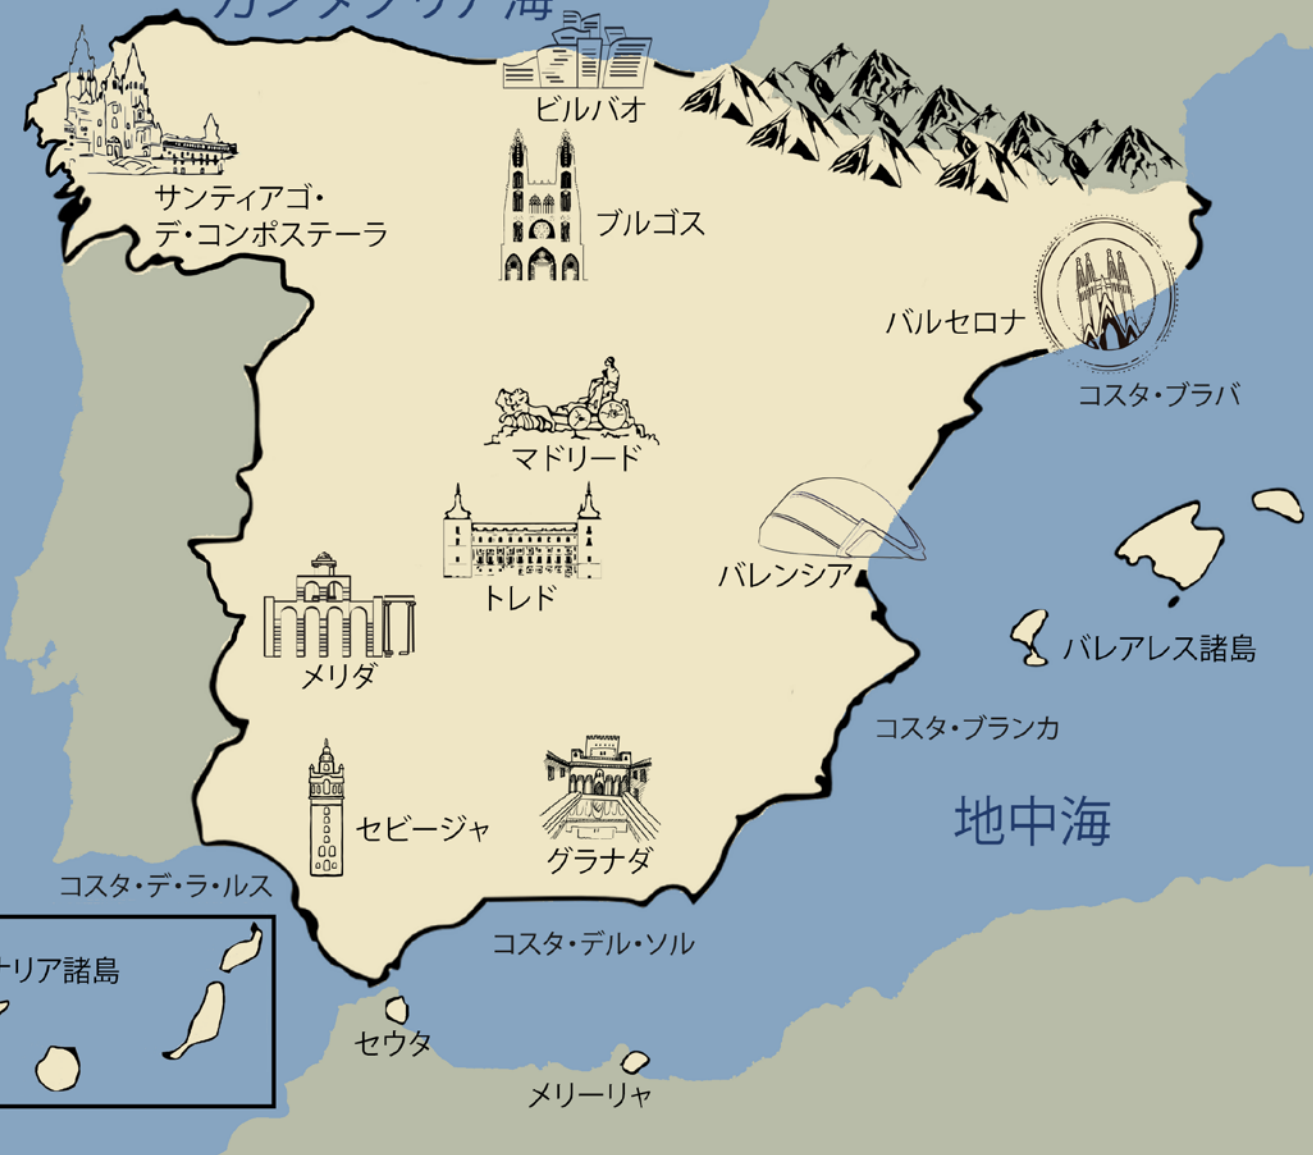 ビルバオ
サンティアゴ・
デ・コンポステーラ
ブルゴス
バルセロナ
コスタ・ブラバ
マドリード
バレンシア
トレド
バレアレス諸島
メリダ
コスタ・ブランカ
地中海
セビージャ
グラナダ
コスタ・デ・ラ・ルス
コスタ・デル・ソル
ナリア諸島
セウタ
メリーリャ